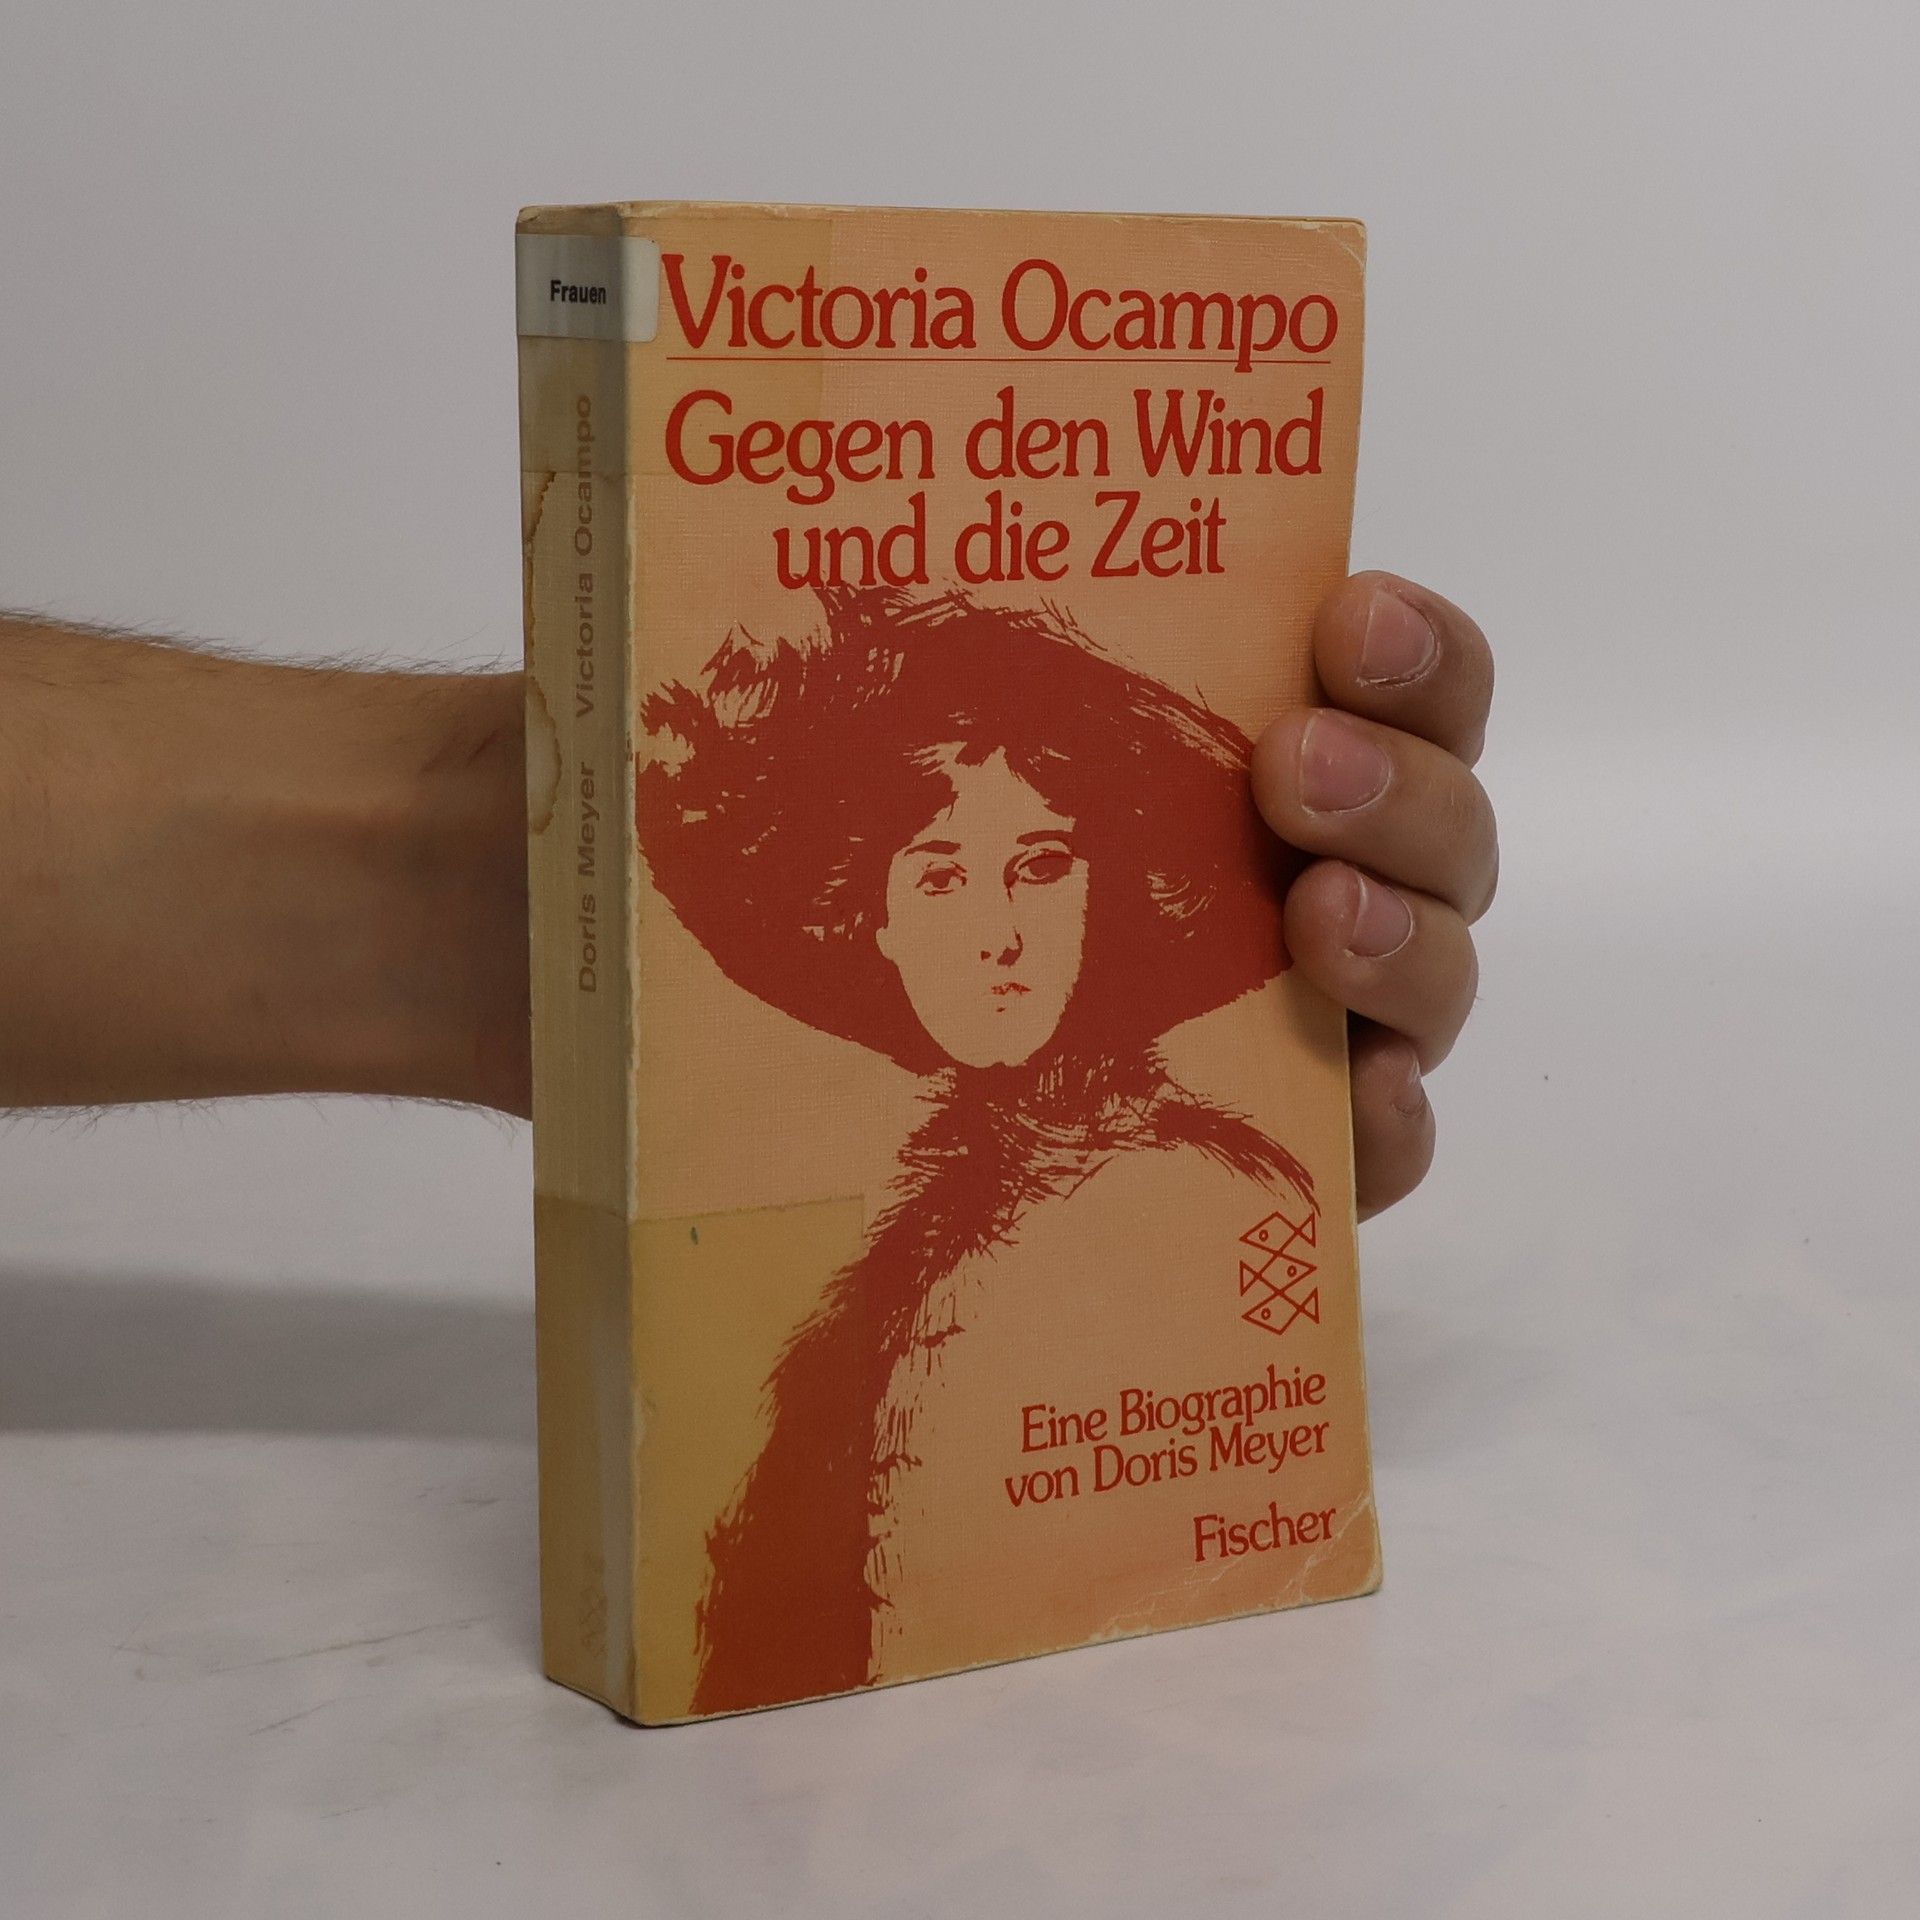 Frauen
Doris Meyer Victoria Ocampo
Victoria Ocampo
Gegen den Wind
und die Zeit
Eine Biographie
von Doris Meyer
Fischer